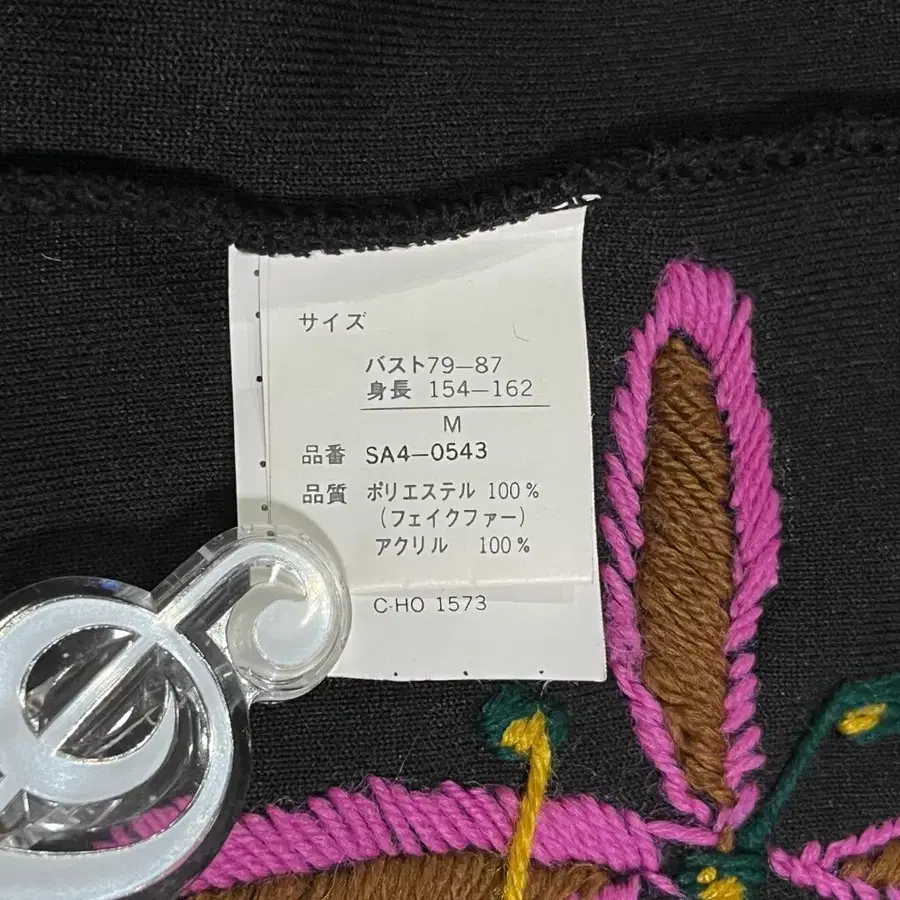 サイズ
バスト79-87
身長 154-162
M
品番 SA4-0543
品質 ポリエステル 100%
(フェイクファー)
アクリル 100%
C-HO 1573